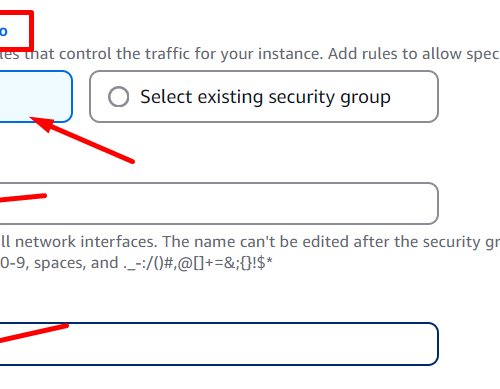 o
les that control the traffic for your instance. Add rules to allow spec
Select existing security group
ll network interfaces. The name can't be edited after the security gr
0-9, spaces, and ._-:/()#,@[]+=&;{}!$*